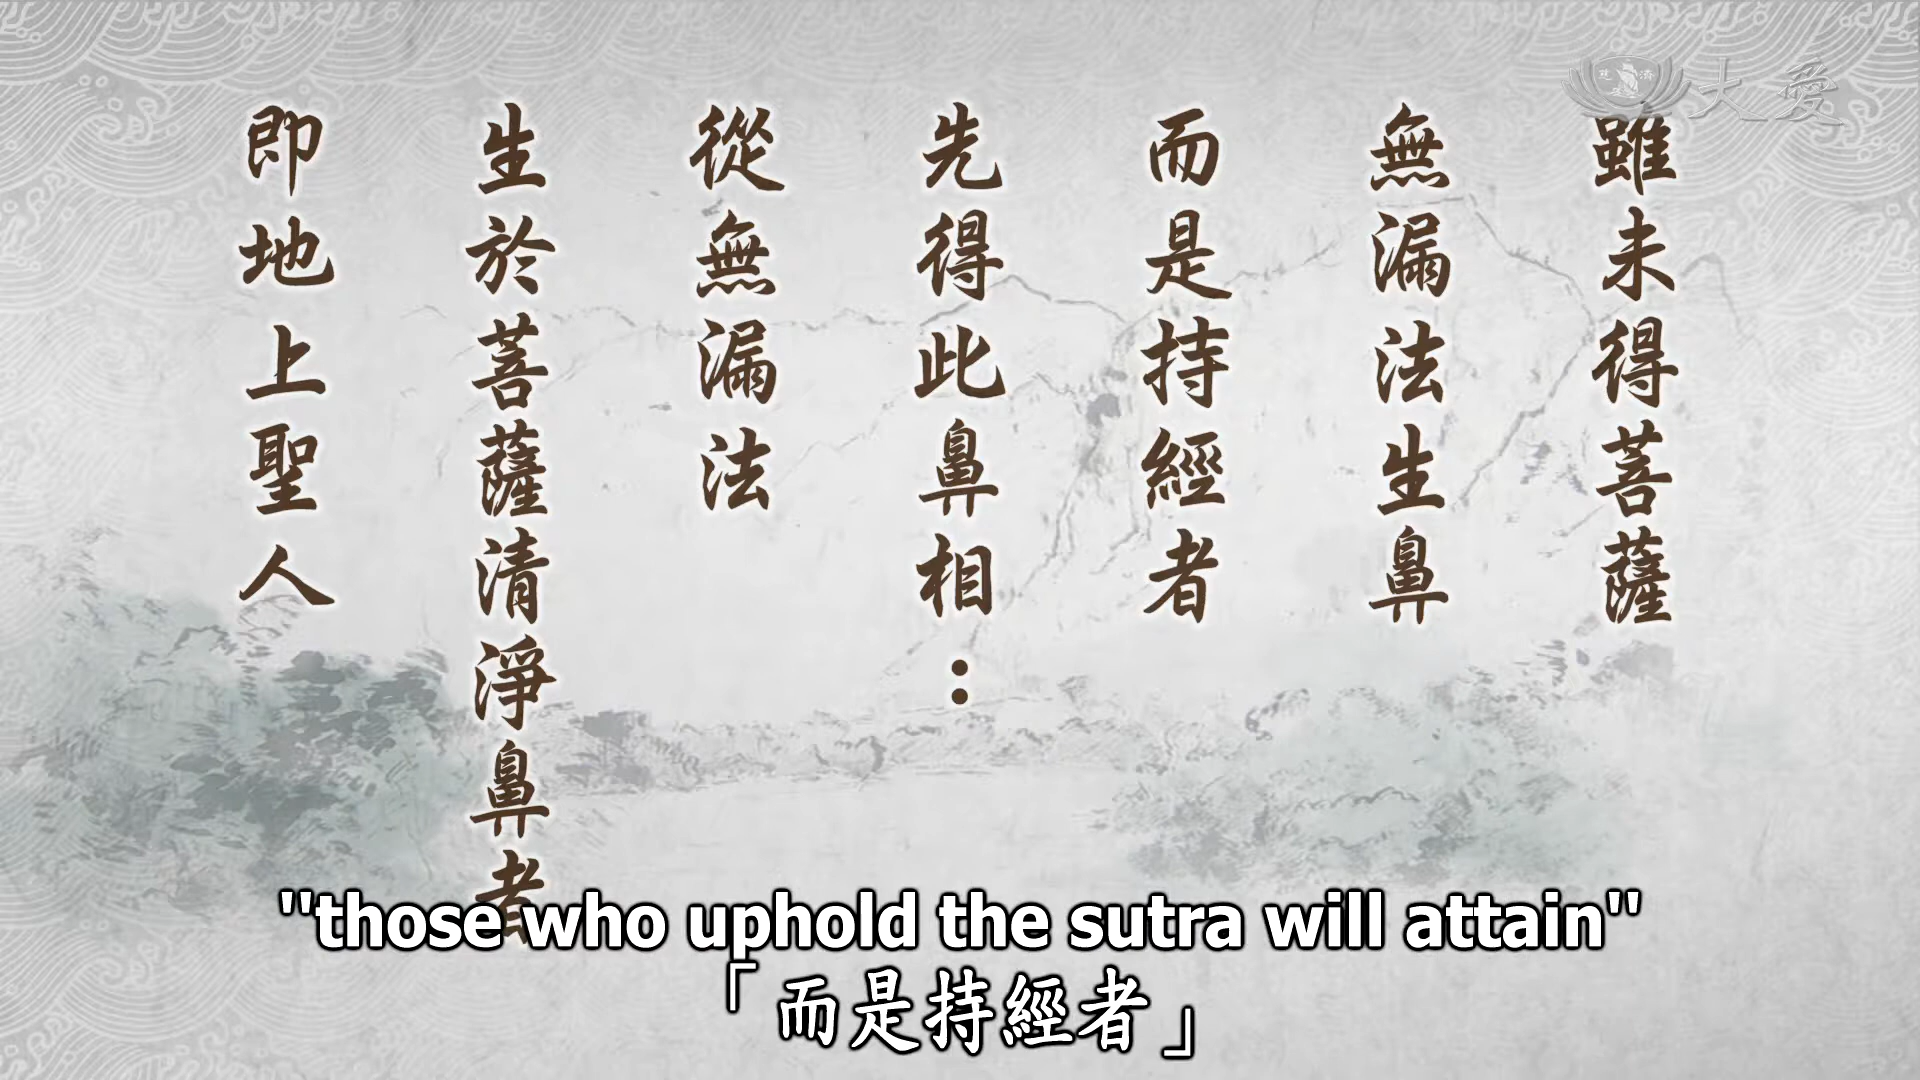 大愛
雖未得菩薩
無漏法生鼻
而是持經者
先得此鼻相：
從無漏法
生於菩薩清淨鼻者
即地上聖人
"those who uphold the sutra will attain"
「而是持經者」